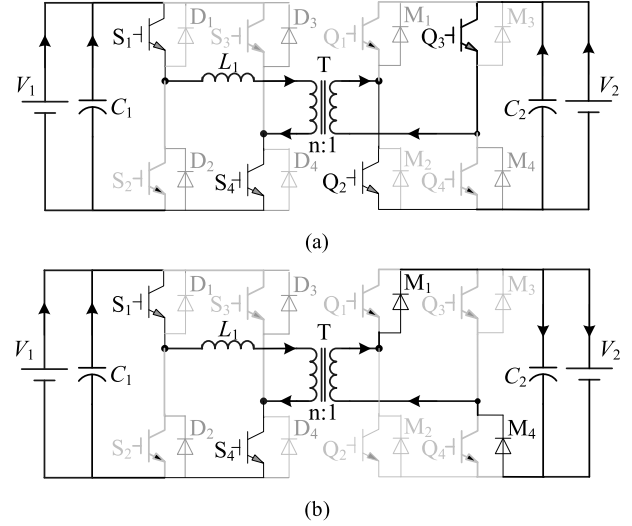 S₁ D₁ S₃ D₃ Q₁ M₁ Q₃ M₃
L₁ T
V₁ C₁ C₂ V₂
n:1
S₂ D₂ S₄ D₄ Q₂ M₂ Q₄ M₄
(a)
S₁ D₁ S₃ D₃ Q₁ M₁ Q₃ M₃
L₁ T
V₁ C₁ C₂ V₂
n:1
S₂ D₂ S₄ D₄ Q₂ M₂ Q₄ M₄
(b)